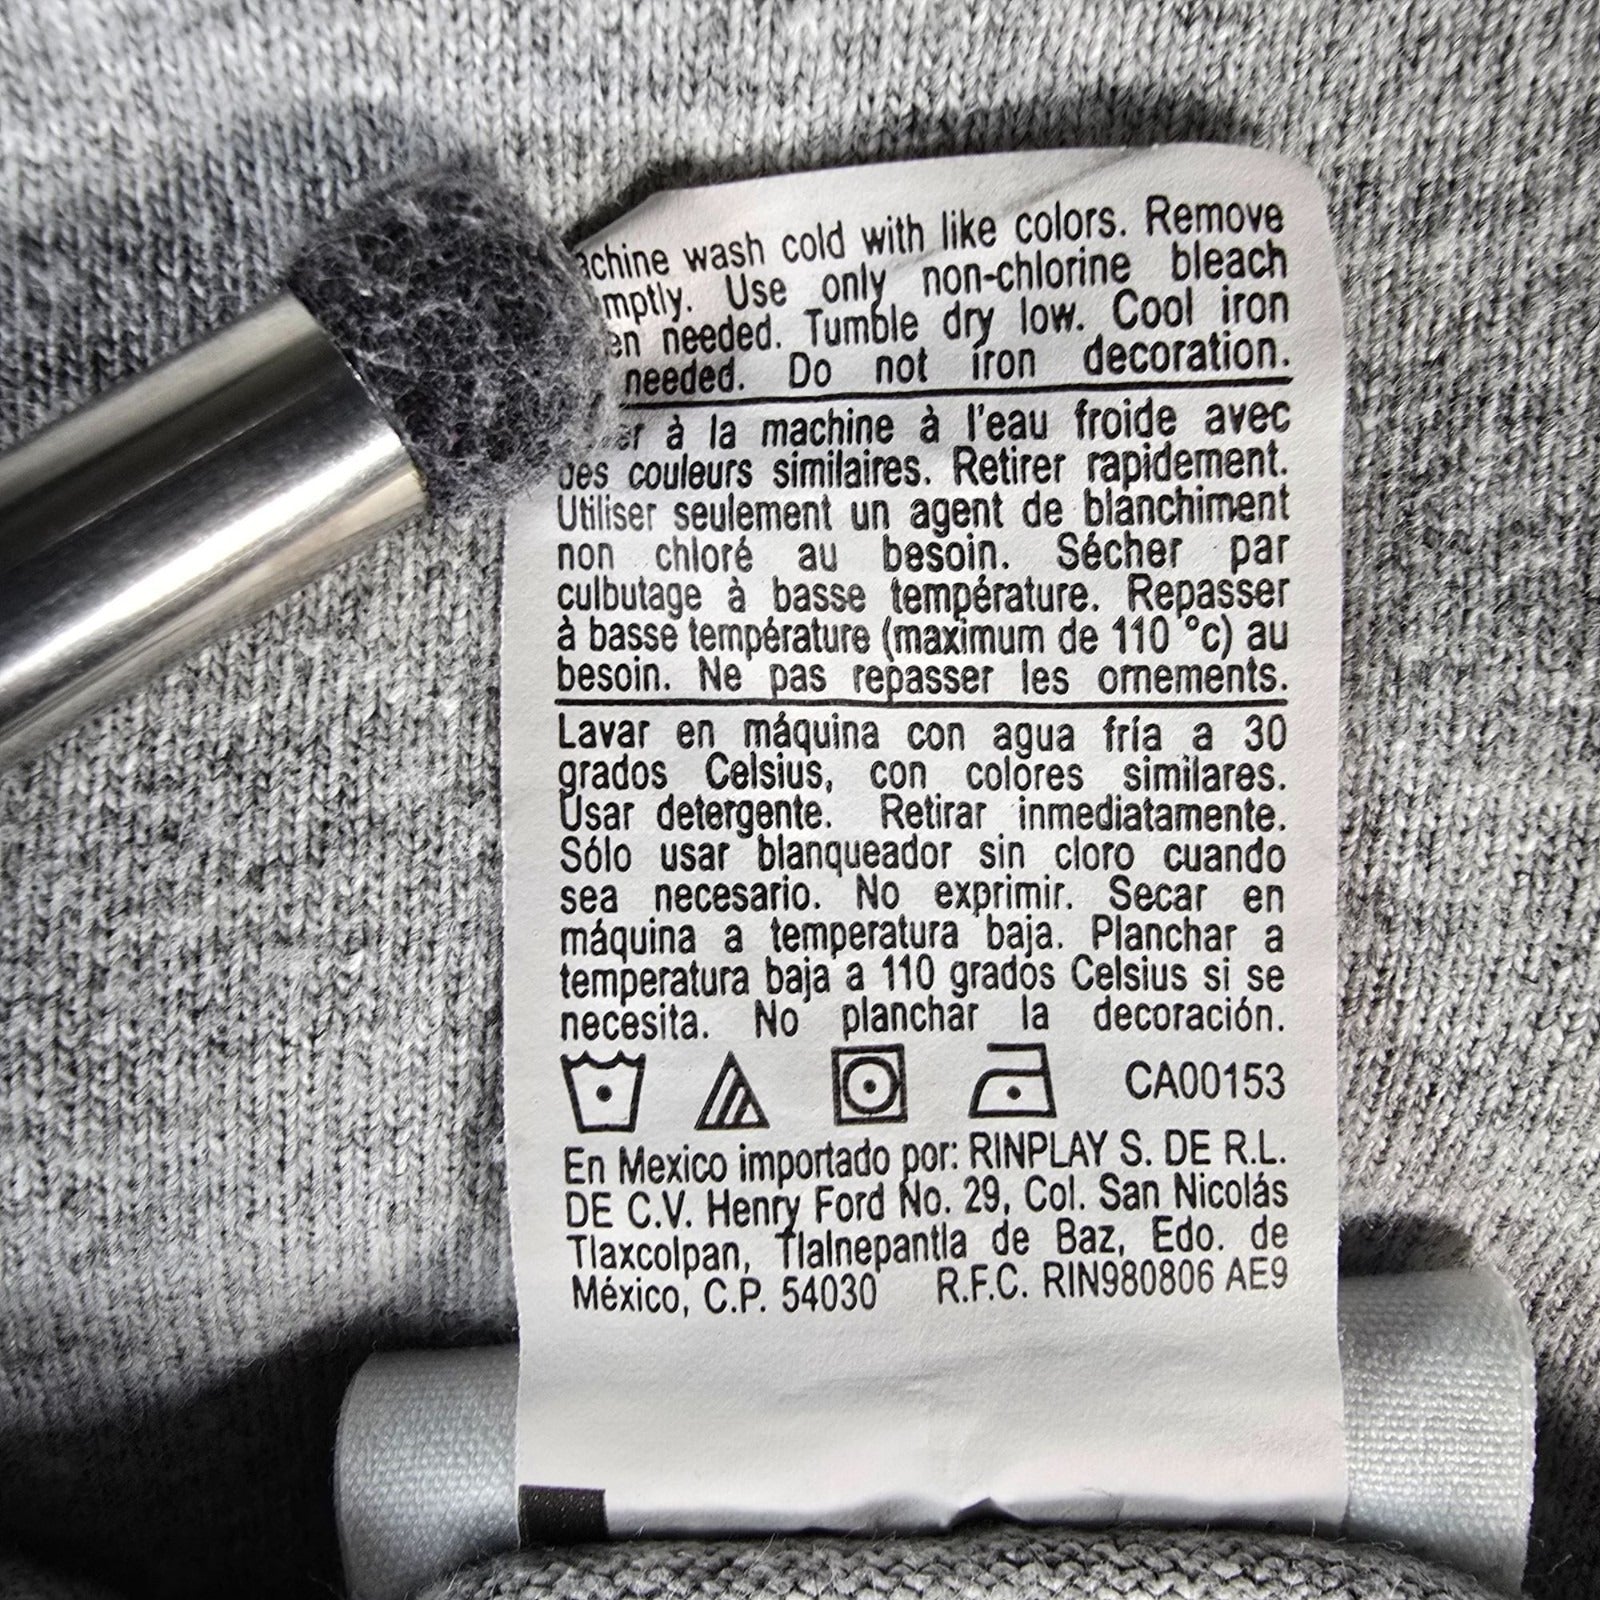 wash cold with like colors. Remove
Use only non-chlorine bleach
needed. Tumble dry low. Cool iron
needed. Do not iron decoration.
à la machine à l'eau froide avec
des couleurs similaires. Retirer rapidement.
Utiliser seulement un agent de blanchiment
non chloré au besoin. Sécher par
culbutage à basse température. Repasser
à basse température (maximum de 110 °c) au
besoin. Ne pas repasser les ornements.
Lavar en máquina con agua fría a 30
grados Celsius, con colores similares.
Usar detergente. Retirar inmediatamente.
Sólo usar blanqueador sin cloro cuando
sea necesario. No exprimir. Secar en
máquina a temperatura baja. Planchar a
temperatura baja a 110 grados Celsius si se
necesita. No planchar la decoración.
CA00153
En Mexico importado por: RINPLAY S. DE R.L.
DE C.V. Henry Ford No. 29, Col. San Nicolás
Tlaxcolpan, Tlalnepantla de Baz, Edo. de
México, C.P. 54030 R.F.C. RIN980806 AE9